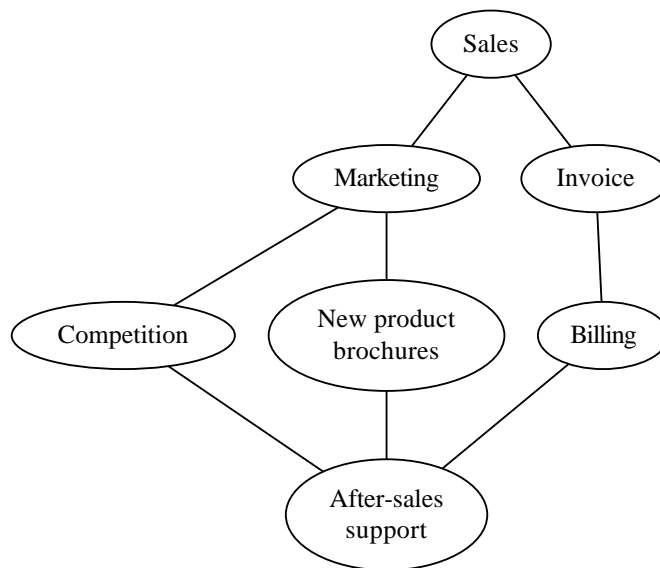 Sales
Marketing
Invoice
Competition
New product
brochures
Billing
After-sales
support